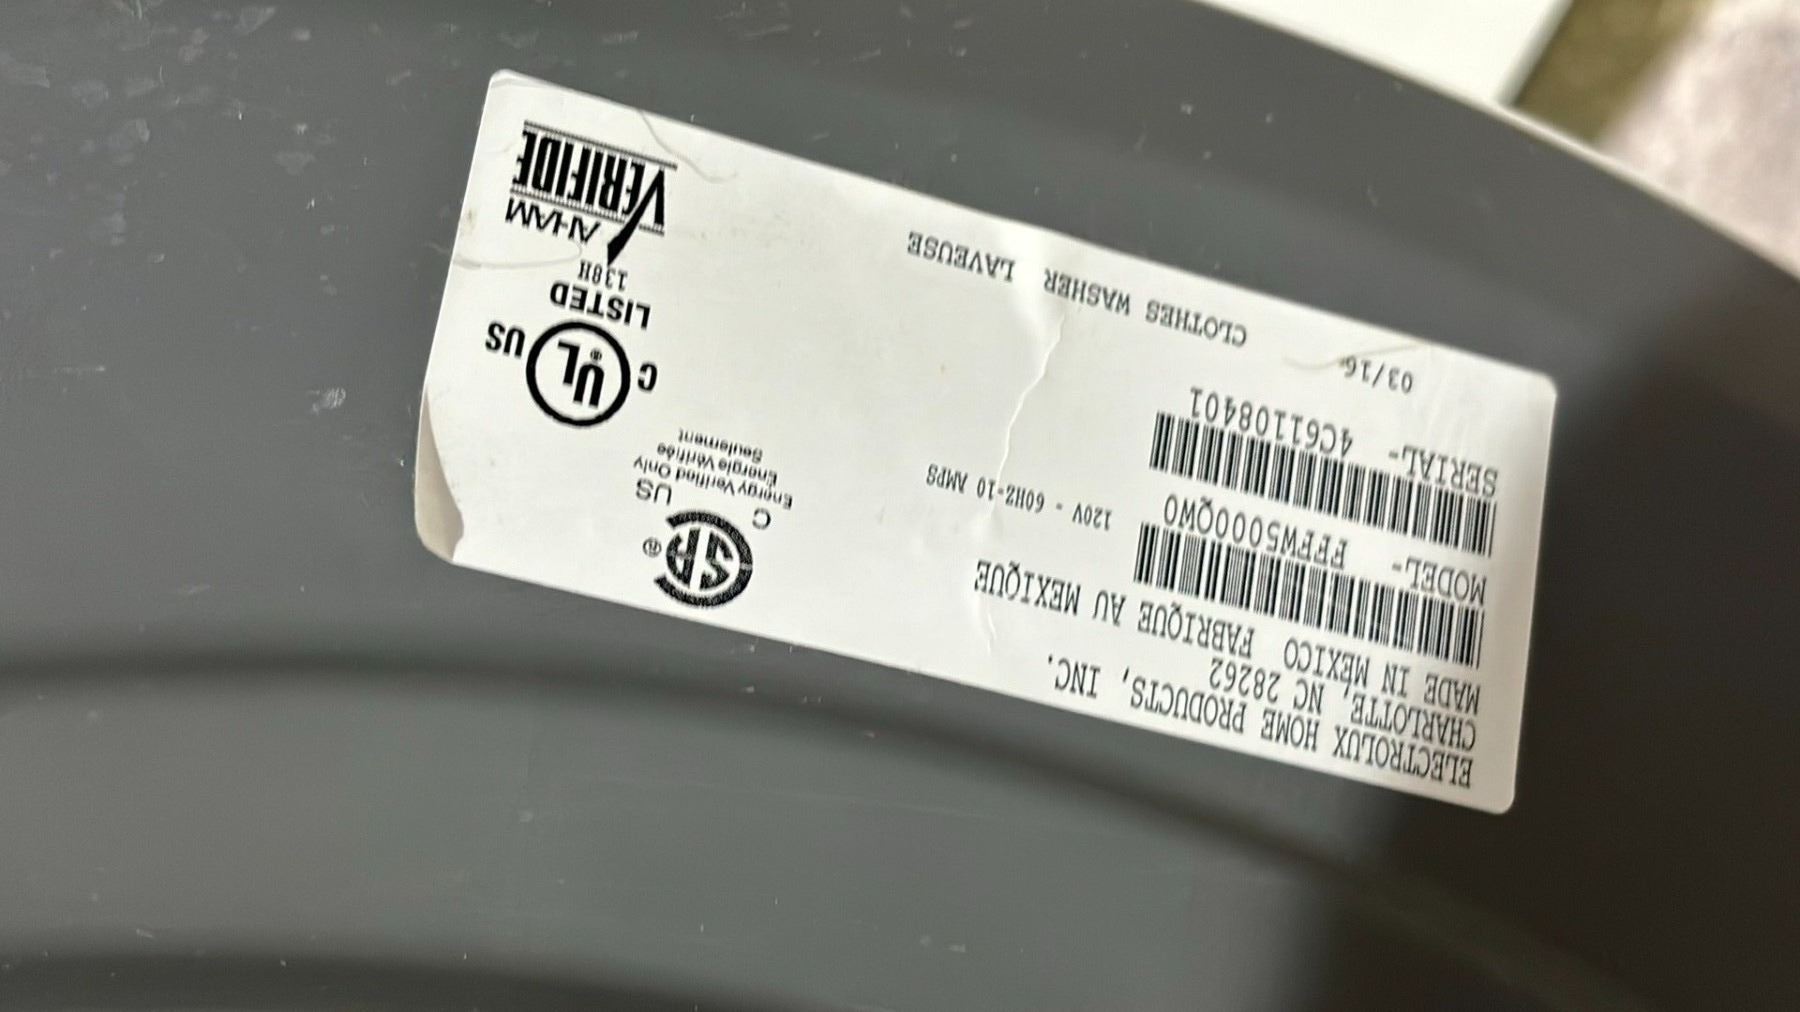 ELECTROLUX HOME PRODUCTS, INC.
CHARLOTTE, NC 28262
MADE IN MEXICO FABRIQUE AU MEXIQUE
MODEL- FFFW5000QW0
120V - 60HZ-10 AMPS
SERIAL- 4C61108401
03/16
CLOTHES WASHER LAVEUSE
SA ®
C US
Energy Verified Only
Energie Vérifiée
Seulement
C UL ® US
LISTED
138H
AHAM
VERIFIDE